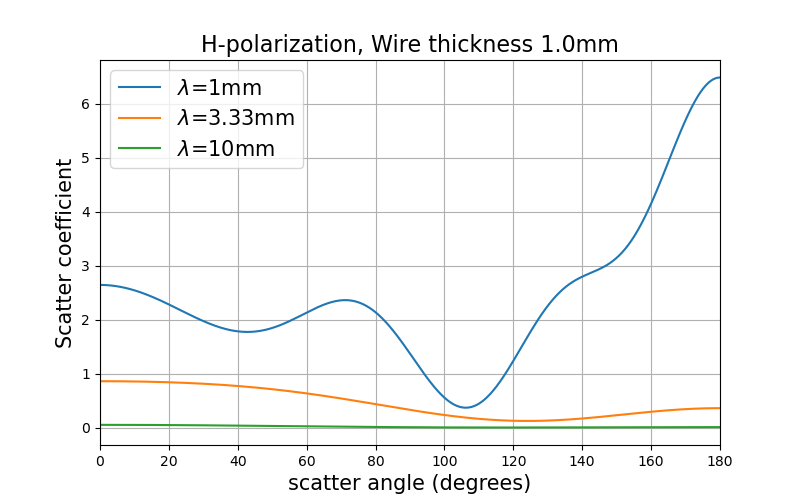 H-polarization, Wire thickness 1.0mm
λ=1mm
λ=3.33mm
λ=10mm
Scatter coefficient
6
5
4
3
2
1
0
0 20 40 60 80 100 120 140 160 180
scatter angle (degrees)